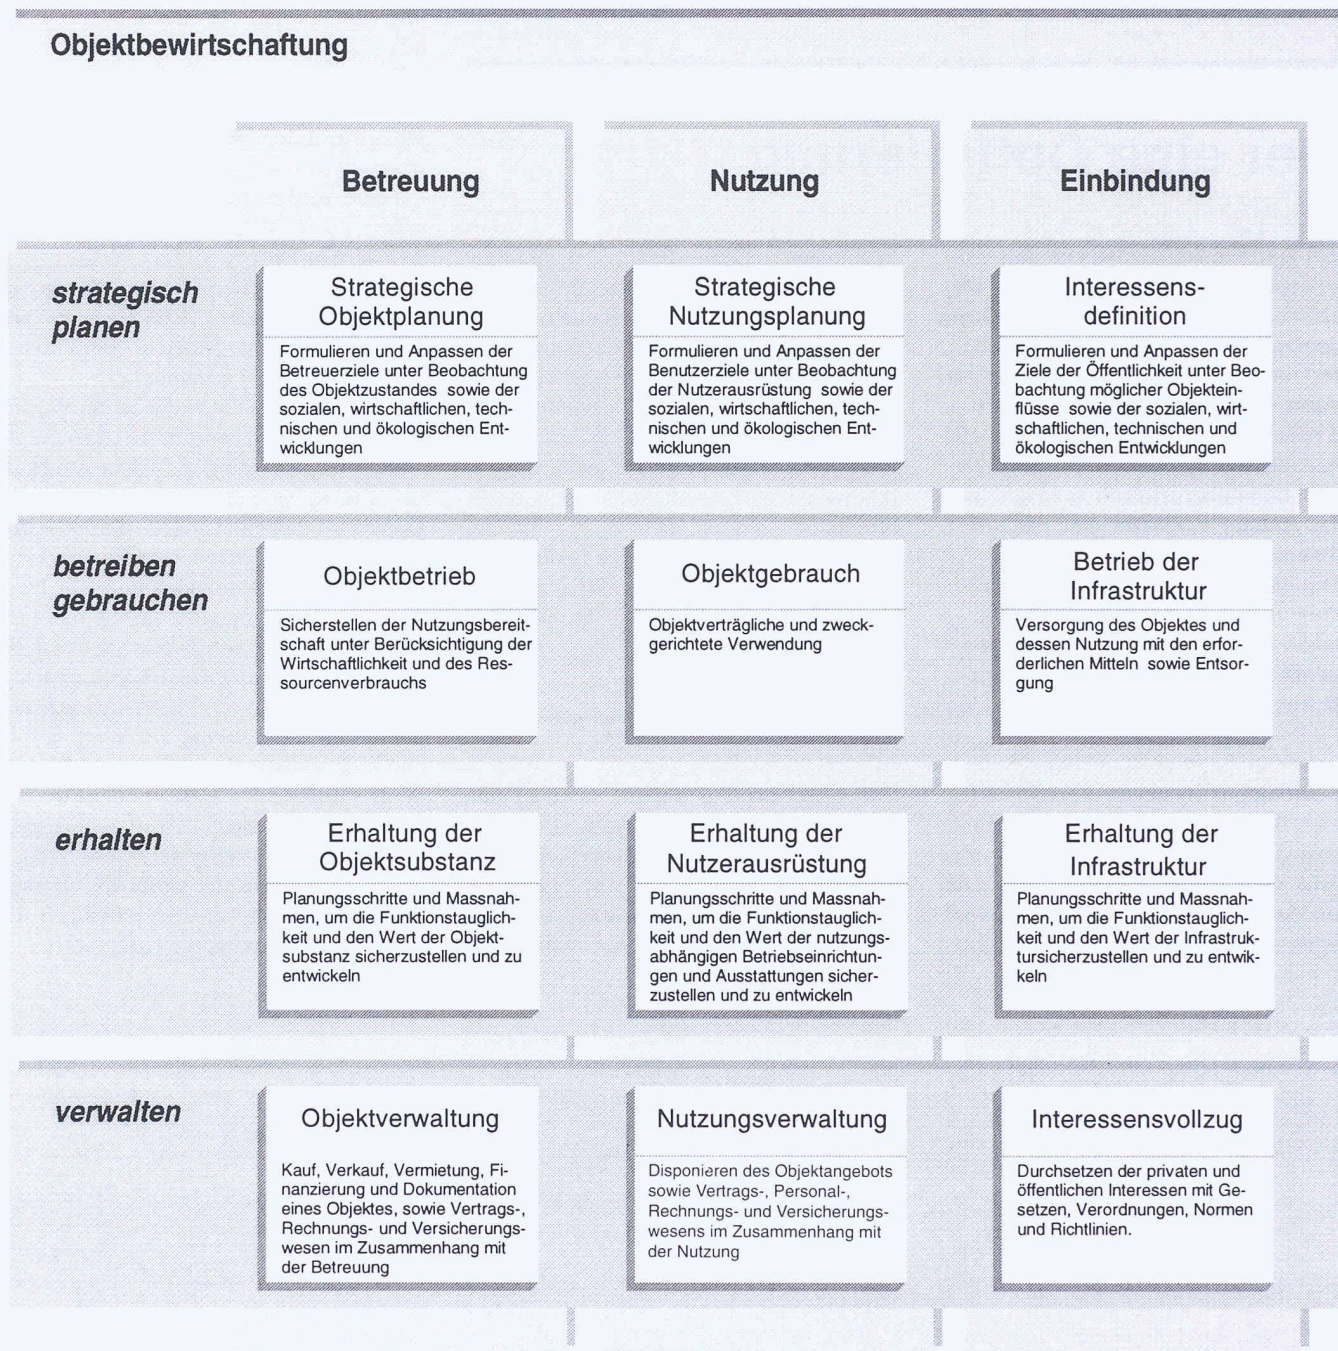 Objektbewirtschaftung
Betreuung
Nutzung
Einbindung
strategisch
planen
Strategische
Objektplanung
Formulieren und Anpassen der
Betreuerziele unter Beobachtung
des Objektzustandes sowie der
sozialen, wirtschaftlichen, tech-
nischen und ökologischen Ent-
wicklungen
Strategische
Nutzungsplanung
Formulieren und Anpassen der
Benutzerziele unter Beobachtung
der Nutzerausrüstung sowie der
sozialen, wirtschaftlichen, tech-
nischen und ökologischen Ent-
wicklungen
Interessens-
definition
Formulieren und Anpassen der
Ziele der Öffentlichkeit unter Beo-
bachtung möglicher Objektein-
flüsse sowie der sozialen, wirt-
schaftlichen, technischen und
ökologischen Entwicklungen
betreiben
gebrauchen
Objektbetrieb
Sicherstellen der Nutzungsbereit-
schaft unter Berücksichtigung der
Wirtschaftlichkeit und des Res-
sourcenverbrauchs
Objektgebrauch
Objektverträgliche und zweck-
gerichtete Verwendung
Betrieb der
Infrastruktur
Versorgung des Objektes und
dessen Nutzung mit den erfor-
derlichen Mitteln sowie Entsor-
gung
erhalten
Erhaltung der
Objektsubstanz
Planungsschritte und Massnah-
men, um die Funktionstauglich-
keit und den Wert der Objekt-
substanz sicherzustellen und zu
entwickeln
Erhaltung der
Nutzerausrüstung
Planungsschritte und Massnah-
men, um die Funktionstauglich-
keit und den Wert der nutzungs-
abhängigen Betriebseinrichtun-
gen und Ausstattungen sicher-
zustellen und zu entwickeln
Erhaltung der
Infrastruktur
Planungsschritte und Massnah-
men, um die Funktionstauglich-
keit und den Wert der Infrastruk-
tursicherzustellen und zu entwik-
keln
verwalten
Objektverwaltung
Kauf, Verkauf, Vermietung, Fi-
nanzierung und Dokumentation
eines Objektes, sowie Vertrags-,
Rechnungs- und Versicherungs-
wesen im Zusammenhang mit
der Betreuung
Nutzungsverwaltung
Disponieren des Objektangebots
sowie Vertrags-, Personal-,
Rechnungs- und Versicherungs-
wesens im Zusammenhang mit
der Nutzung
Interessensvollzug
Durchsetzen der privaten und
öffentlichen Interessen mit Ge-
setzen, Verordnungen, Normen
und Richtlinien.